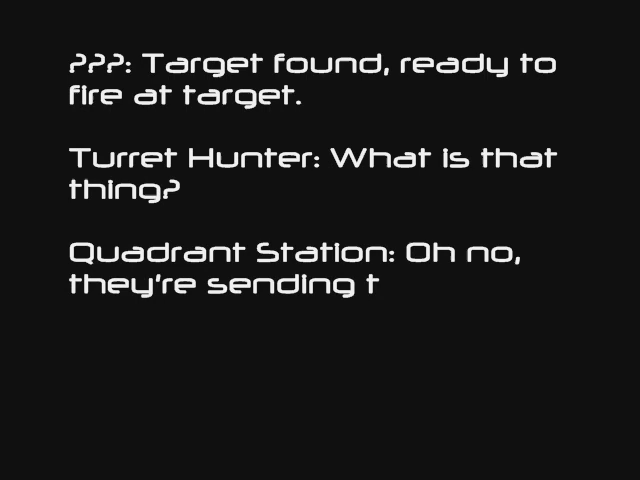 ???: Target found, ready to
fire at target.
Turret Hunter: What is that
thing?
Quadrant Station: Oh no,
they're sending t